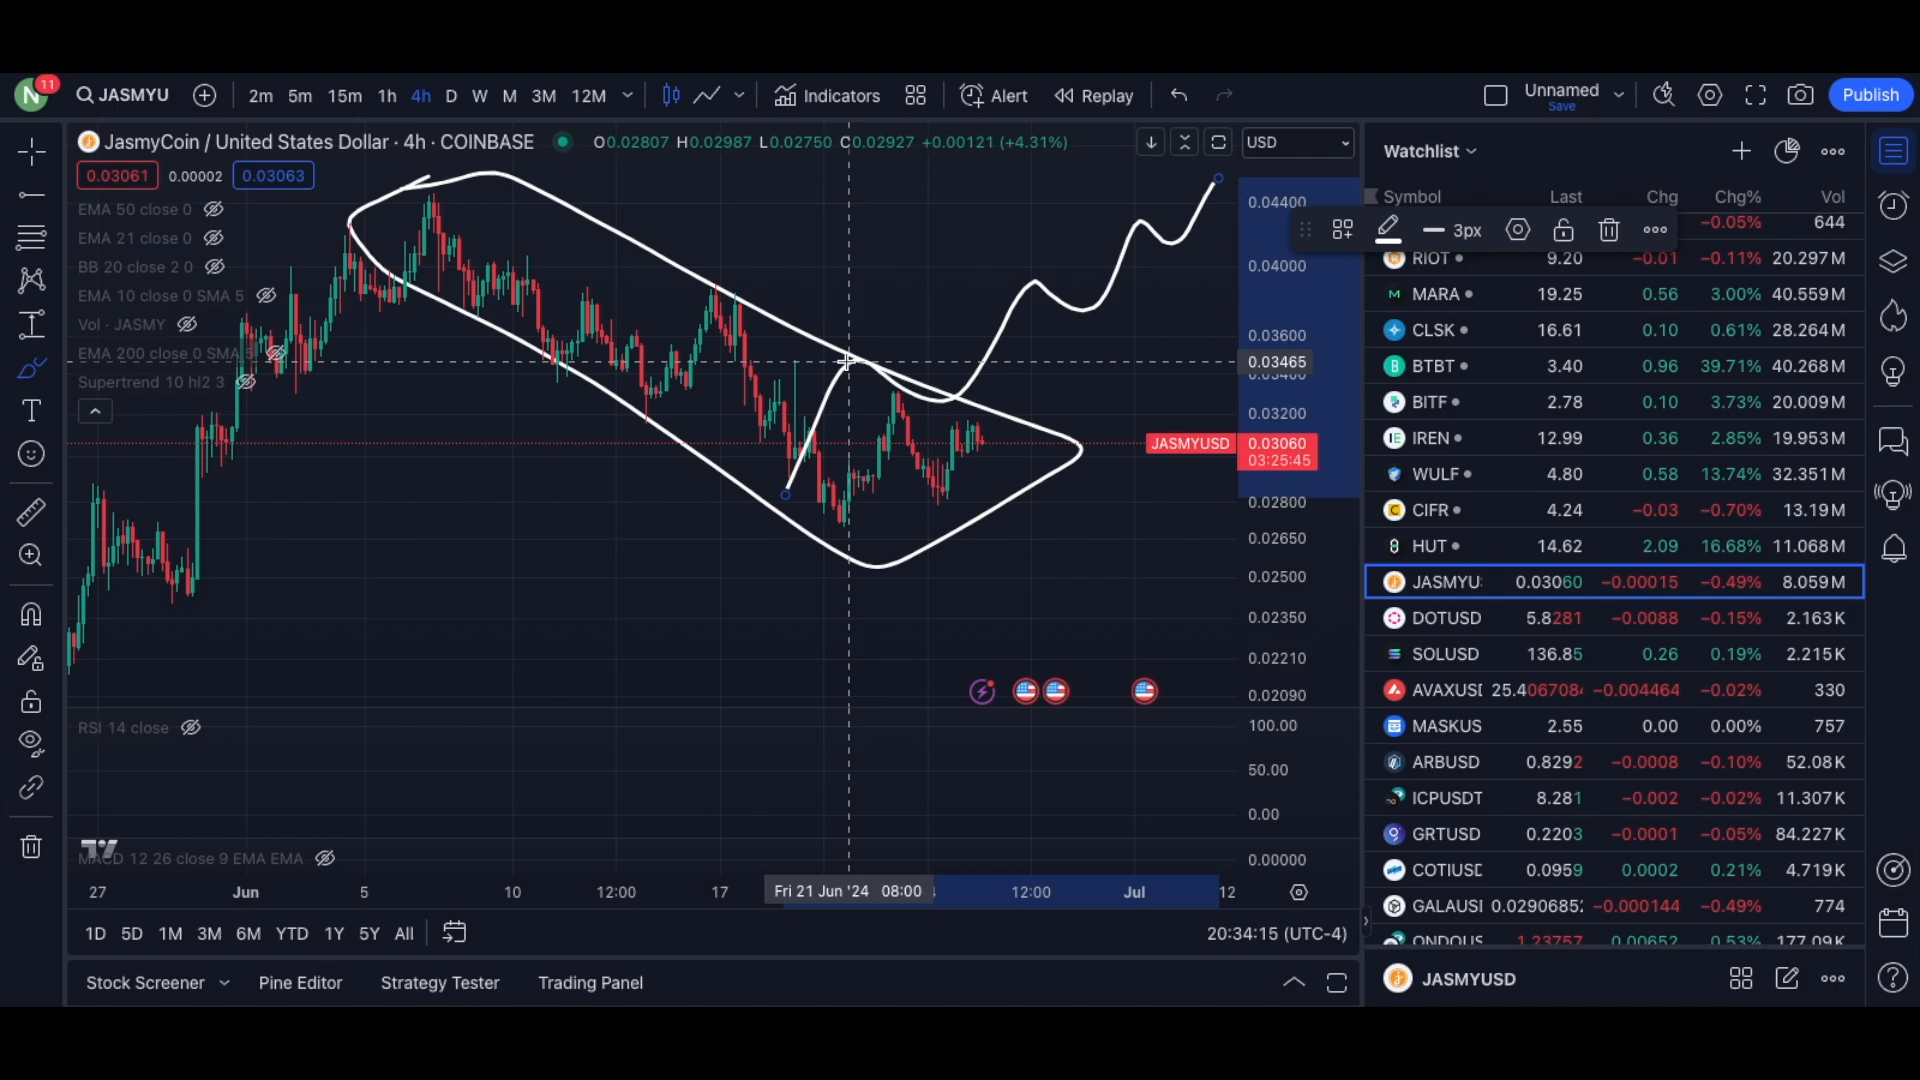 N 11 JASMYU 2m 5m 15m 1h 4h D W M 3M 12M Indicators Alert Replay Unnamed Save Publish
JasmyCoin / United States Dollar · 4h · COINBASE O0.02807 H0.02987 L0.02750 C0.02927 +0.00121 (+4.31%) USD
0.03061 0.00002 0.03063
EMA 50 close 0
EMA 21 close 0
BB 20 close 2 0
EMA 10 close 0 SMA 5
Vol · JASMY
EMA 200 close 0 SMA 5
Supertrend 10 hl2 3
0.04400
0.04000
0.03600
0.03465
0.03400
0.03200
JASMYUSD 0.03060
03:25:45
0.02800
0.02650
0.02500
0.02350
0.02210
0.02090
RSI 14 close
100.00
50.00
0.00
MACD 12 26 close 9 EMA EMA
0.00000
27 Jun 5 10 12:00 17 Fri 21 Jun '24 08:00 12:00 Jul 12
1D 5D 1M 3M 6M YTD 1Y 5Y All 20:34:15 (UTC-4)
Stock Screener Pine Editor Strategy Tester Trading Panel
Watchlist
Symbol Last Chg Chg% Vol
3px
−0.05% 644
RIOT 9.20 −0.01 −0.11% 20.297M
MARA 19.25 0.56 3.00% 40.559M
CLSK 16.61 0.10 0.61% 28.264M
BTBT 3.40 0.96 39.71% 40.268M
BITF 2.78 0.10 3.73% 20.009M
IREN 12.99 0.36 2.85% 19.953M
WULF 4.80 0.58 13.74% 32.351M
CIFR 4.24 −0.03 −0.70% 13.19M
HUT 14.62 2.09 16.68% 11.068M
JASMYU 0.03060 −0.00015 −0.49% 8.059M
DOTUSD 5.8281 −0.0088 −0.15% 2.163K
SOLUSD 136.85 0.26 0.19% 2.215K
AVAXUSI 25.4067084 −0.004464 −0.02% 330
MASKUS 2.55 0.00 0.00% 757
ARBUSD 0.8292 −0.0008 −0.10% 52.08K
ICPUSDT 8.281 −0.002 −0.02% 11.307K
GRTUSD 0.2203 −0.0001 −0.05% 84.227K
COTIUSD 0.0959 0.0002 0.21% 4.719K
GALAUSI 0.02906852 −0.000144 −0.49% 774
ONDOUS 1.23757 0.00652 0.53% 177.09K
JASMYUSD